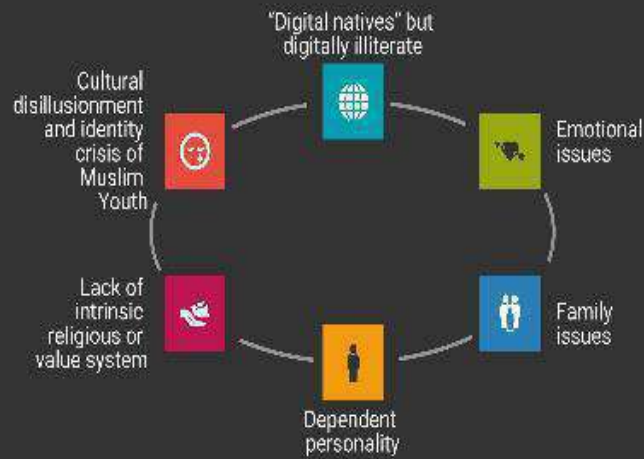 "Digital natives" but
digitally illiterate
Emotional
issues
Family
issues
Dependent
personality
Lack of
intrinsic
religious or
value system
Cultural
disillusionment
and identity
crisis of
Muslim
Youth